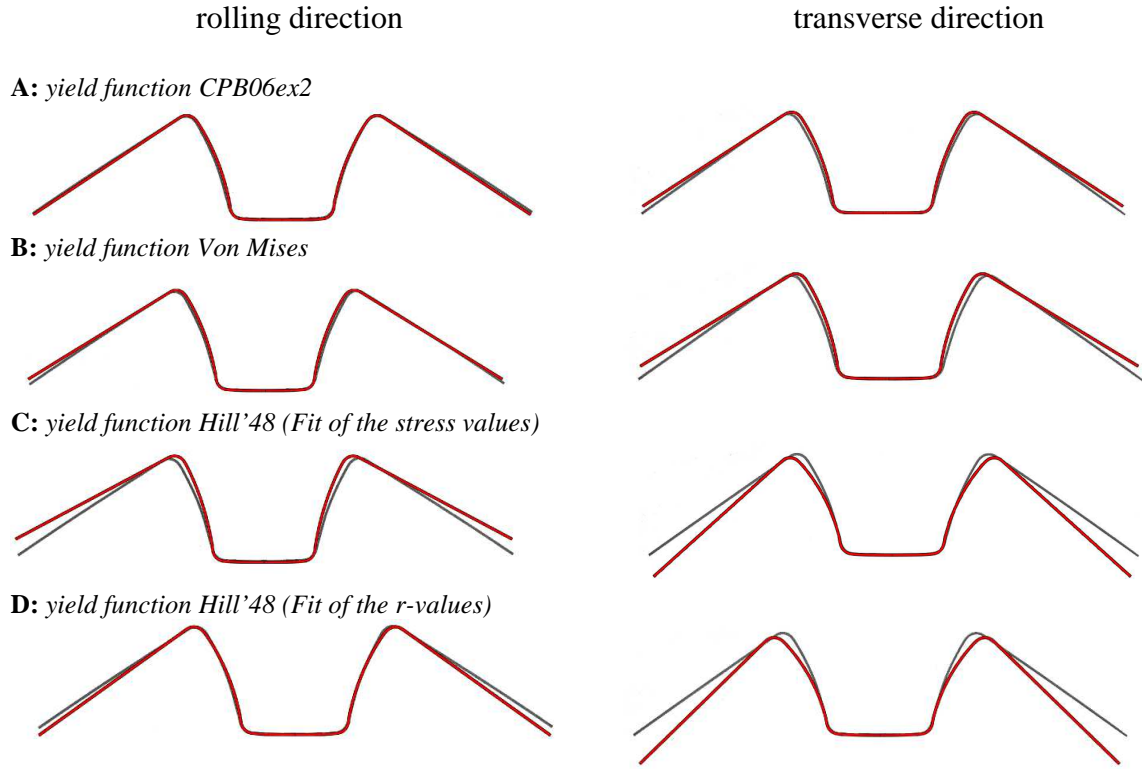 rolling direction
transverse direction
A: yield function CPB06ex2
B: yield function Von Mises
C: yield function Hill’48 (Fit of the stress values)
D: yield function Hill’48 (Fit of the r-values)